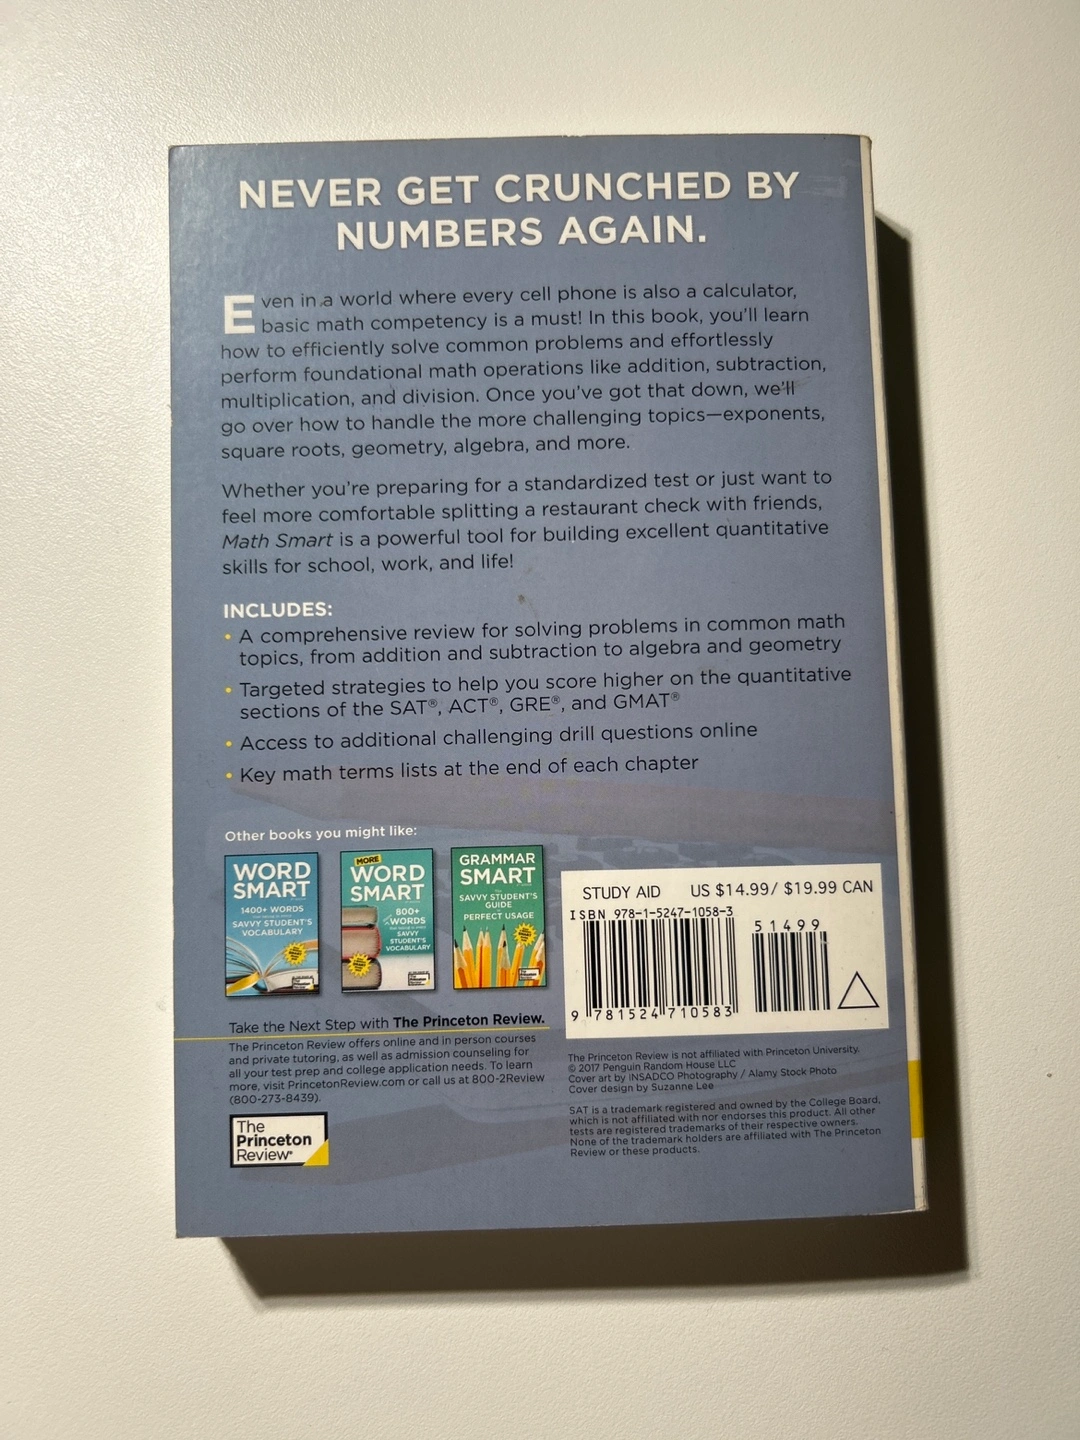 NEVER GET CRUNCHED BY
NUMBERS AGAIN.
Even in a world where every cell phone is also a calculator,
basic math competency is a must! In this book, you'll learn
how to efficiently solve common problems and effortlessly
perform foundational math operations like addition, subtraction,
multiplication, and division. Once you've got that down, we'll
go over how to handle the more challenging topics—exponents,
square roots, geometry, algebra, and more.
Whether you're preparing for a standardized test or just want to
feel more comfortable splitting a restaurant check with friends,
Math Smart is a powerful tool for building excellent quantitative
skills for school, work, and life!
INCLUDES:
• A comprehensive review for solving problems in common math
topics, from addition and subtraction to algebra and geometry
• Targeted strategies to help you score higher on the quantitative
sections of the SAT®, ACT®, GRE®, and GMAT®
• Access to additional challenging drill questions online
• Key math terms lists at the end of each chapter
Other books you might like:
WORD
SMART
1400+ WORDS
SAVVY STUDENT'S
VOCABULARY
MORE
WORD
SMART
800+
WORDS
SAVVY
STUDENT'S
VOCABULARY
GRAMMAR
SMART
SAVVY STUDENT'S
GUIDE
PERFECT USAGE
STUDY AID US $14.99/ $19.99 CAN
ISBN 978-1-5247-1058-3
51499
9 781524 710583
Take the Next Step with The Princeton Review.
The Princeton Review offers online and in person courses
and private tutoring, as well as admission counseling for
all your test prep and college application needs. To learn
more, visit PrincetonReview.com or call us at 800-2Review
(800-273-8439).
The
Princeton
Review®
The Princeton Review is not affiliated with Princeton University.
© 2017 Penguin Random House LLC
Cover art by INSADCO Photography / Alamy Stock Photo
Cover design by Suzanne Lee
SAT is a trademark registered and owned by the College Board,
which is not affiliated with nor endorses this product. All other
tests are registered trademarks of their respective owners.
None of the trademark holders are affiliated with The Princeton
Review or these products.